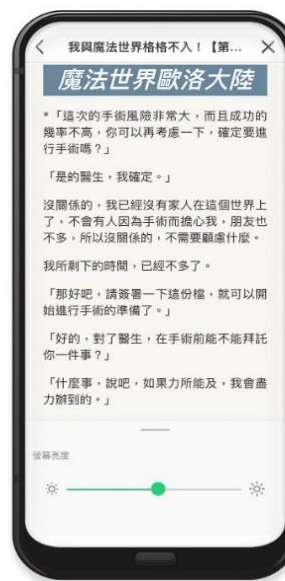 我與魔法世界格格不入！【第...
魔法世界歐洛大陸
*「這次的手術風險非常大，而且成功的
機率不高，你可以再考慮一下，確定要進
行手術嗎？」
「是的醫生，我確定。」
沒關係的，我已經沒有家人在這個世界上
了，不會有人因為手術而擔心我，朋友也
不多，所以沒關係的，不需要顧慮什麼。
我所剩下的時間，已經不多了。
「那好吧，請簽署一下這份檔，就可以開
始進行手術的準備了。」
「好的，對了醫生，在手術前能不能拜託
你一件事？」
「什麼事，說吧，如果力所能及，我會盡
力辦到的。」
螢幕亮度